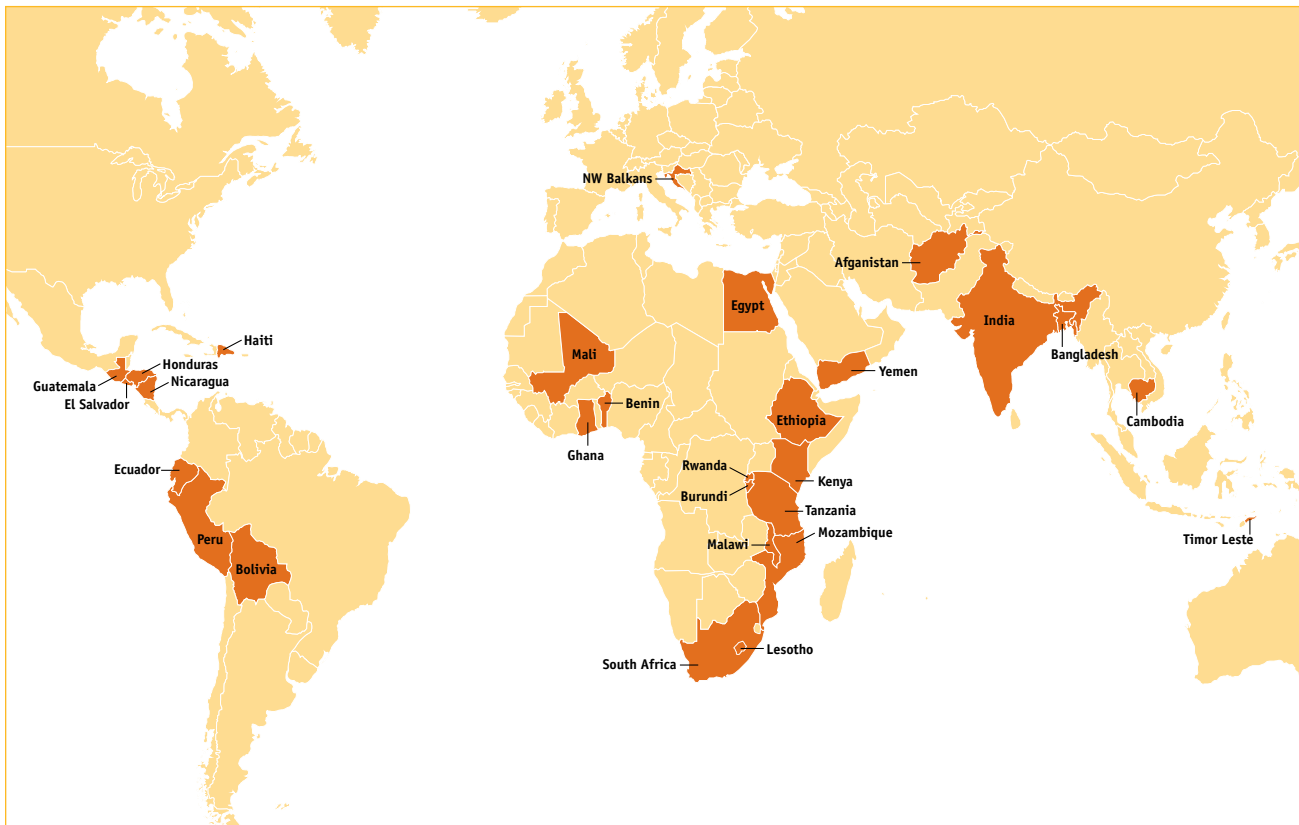 NW Balkans
Afganistan
Egypt
India
Haiti
Mali
Bangladesh
Honduras
Yemen
Guatemala
Nicaragua
El Salvador
Benin
Ethiopia
Cambodia
Ghana
Ecuador
Rwanda
Kenya
Burundi
Tanzania
Mozambique
Peru
Malawi
Timor Leste
Bolivia
Lesotho
South Africa